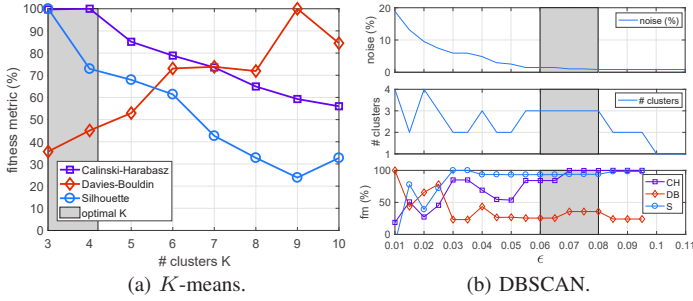 fitness metric (%)
100
90
80
70
60
50
40
30
20
10
0
Calinski-Harabasz
Davies-Bouldin
Silhouette
optimal K
3 4 5 6 7 8 9 10
# clusters K
(a) K-means.
noise (%)
20
10
0
noise (%)
# clusters
4
3
2
1
# clusters
fm (%)
100
50
0
CH
DB
S
0.01 0.02 0.03 0.04 0.05 0.06 0.07 0.08 0.09 0.1 0.11
ϵ
(b) DBSCAN.